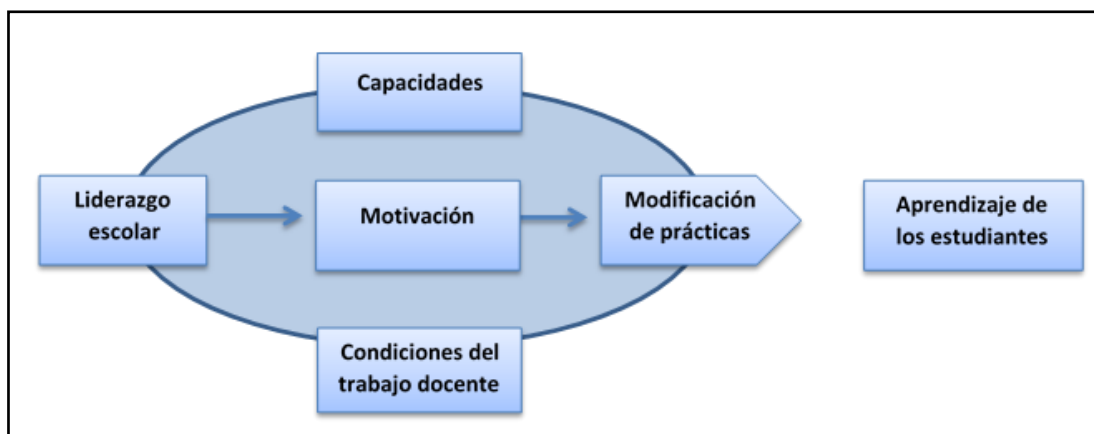 Capacidades
Liderazgo
escolar
Motivación
Modificación
de prácticas
Aprendizaje de
los estudiantes
Condiciones del
trabajo docente